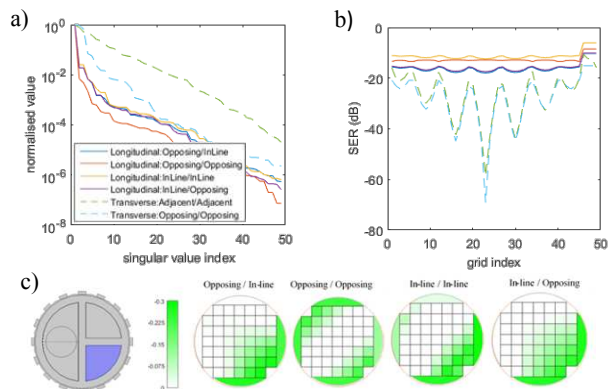 a)
normalised value
10^0
10^-2
10^-4
10^-6
10^-8
Longitudinal:Opposing/InLine
Longitudinal:Opposing/Opposing
Longitudinal:InLine/InLine
Longitudinal:InLine/Opposing
Transverse:Adjacent/Adjacent
Transverse:Opposing/Opposing
0 10 20 30 40 50
singular value index
b)
SER (dB)
0
-20
-40
-60
-80
0 10 20 30 40 50
grid index
c)
-0.3
-0.225
-0.15
-0.075
0
Opposing / In-line
Opposing / Opposing
In-line / In-line
In-line / Opposing